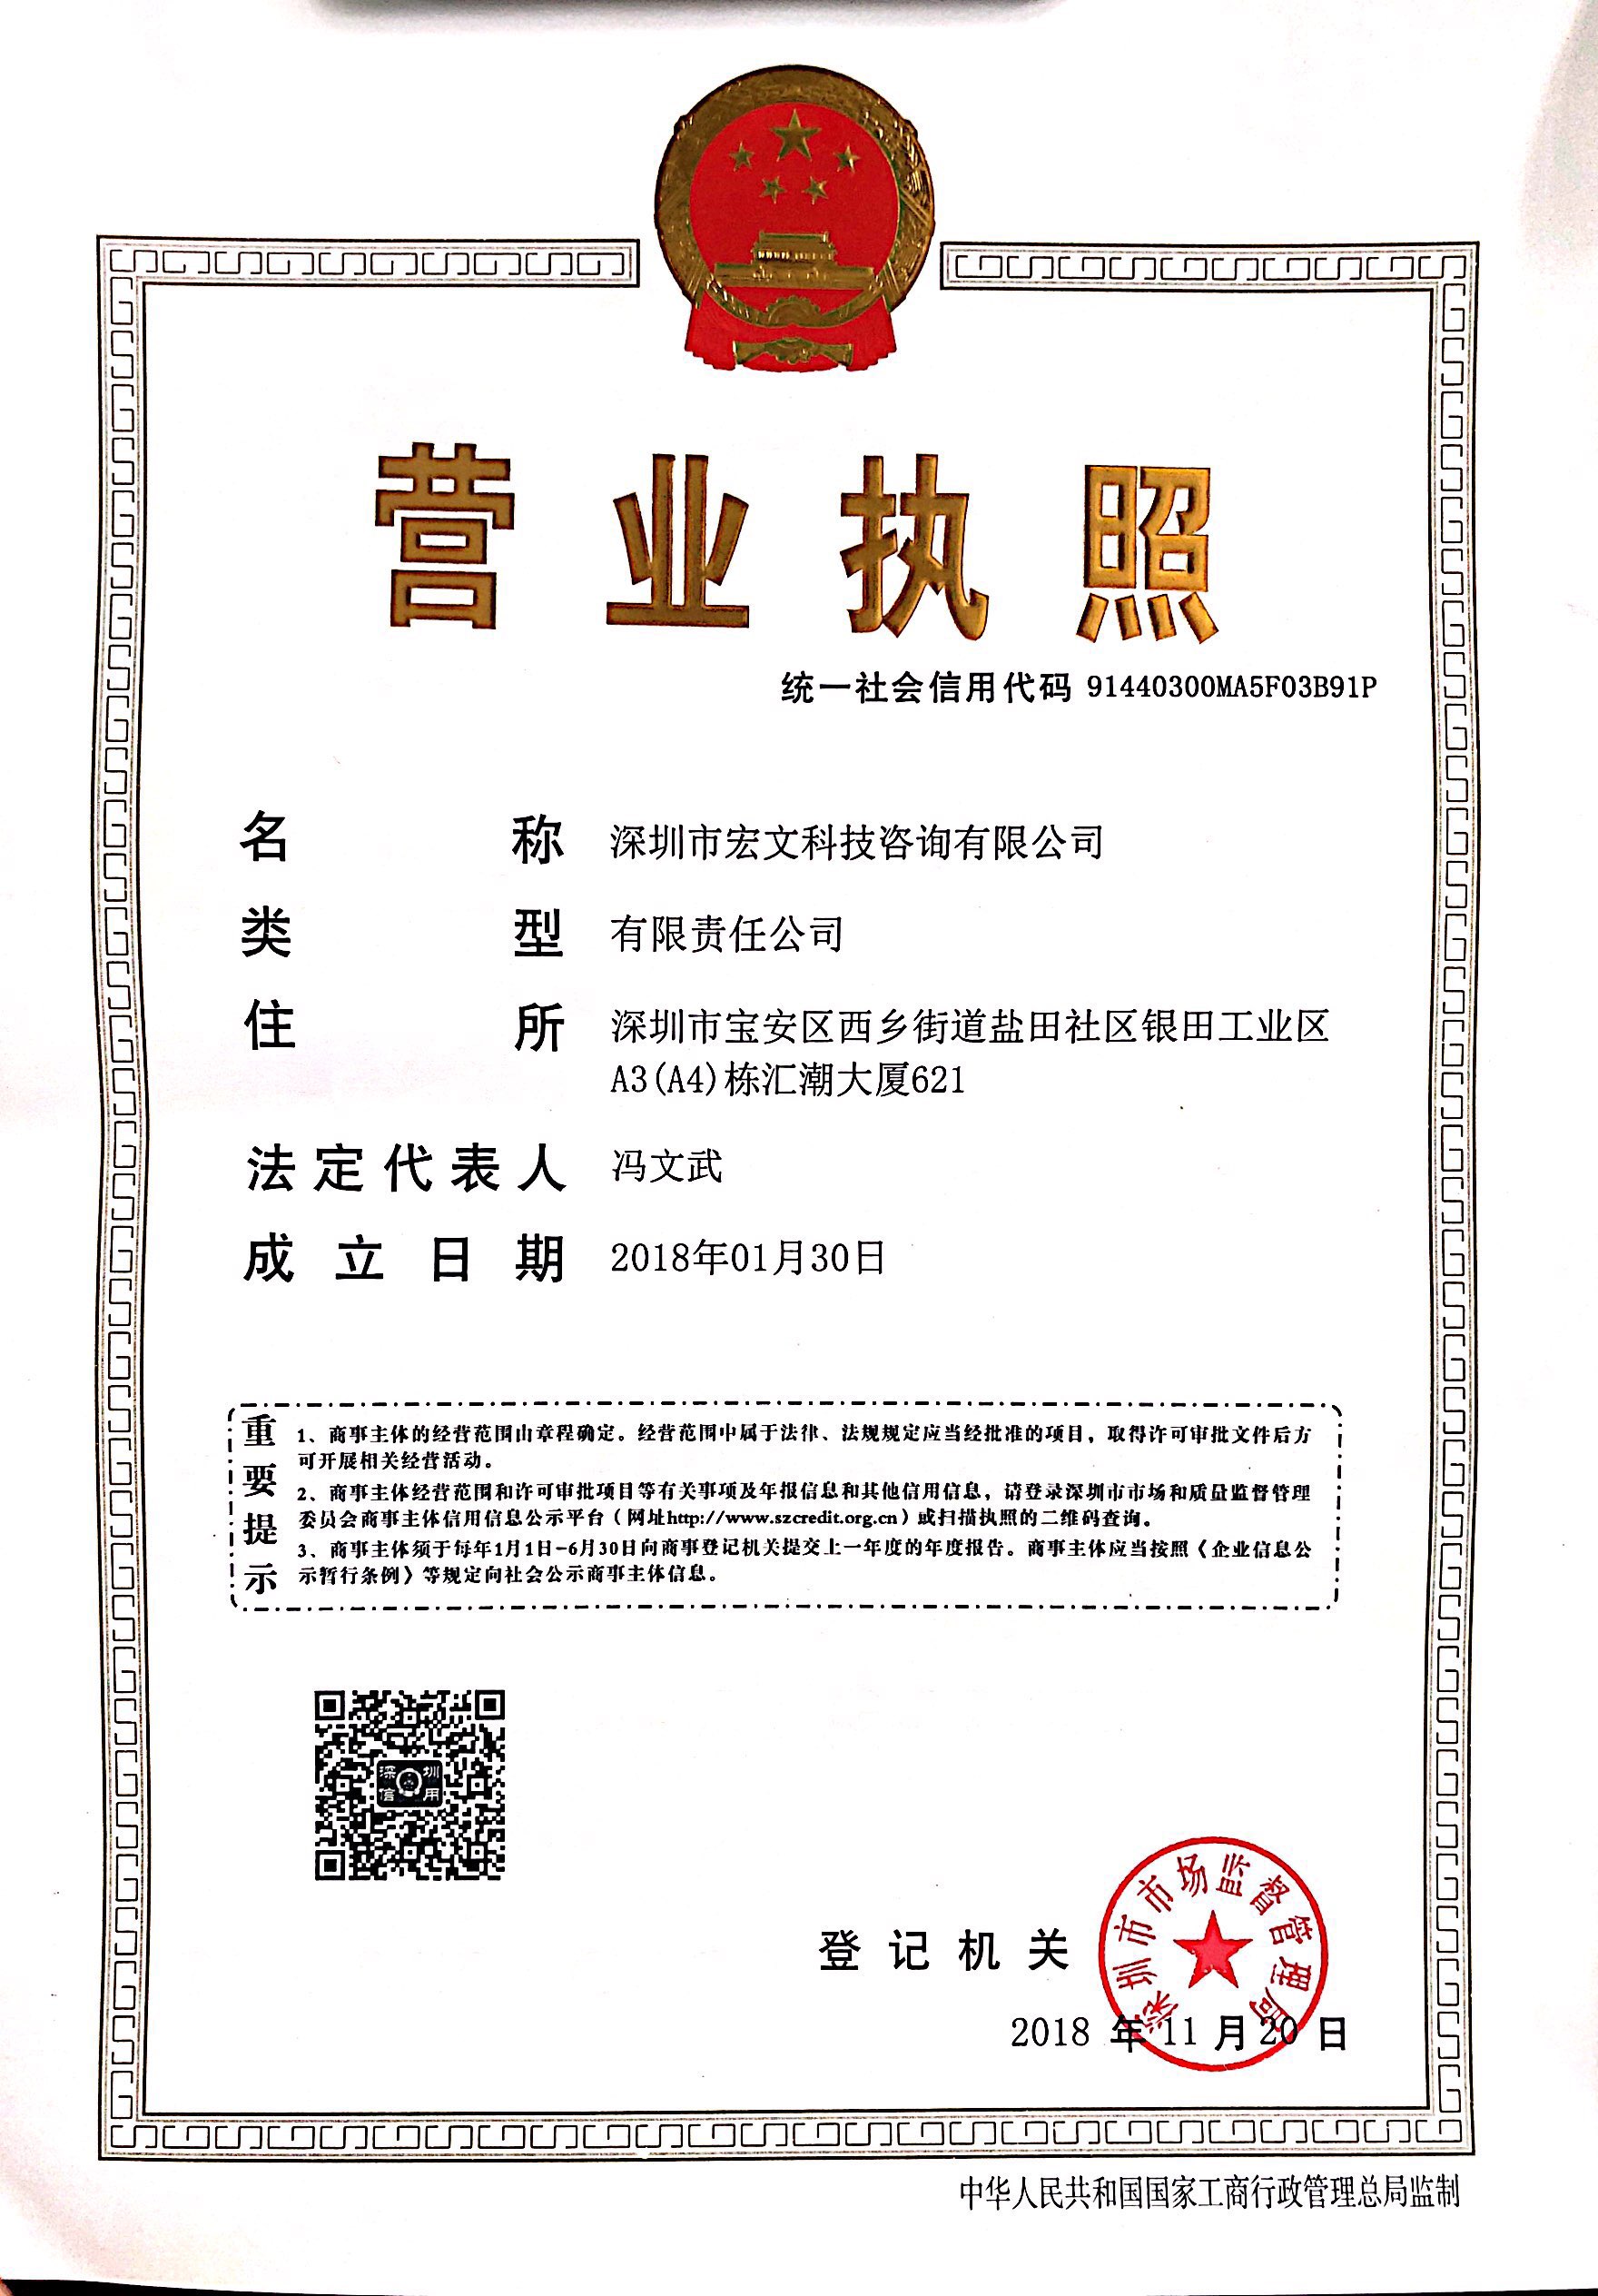 营业执照
统一社会信用代码 91440300MA5F03B91P
名称 深圳市宏文科技咨询有限公司
类型 有限责任公司
住所 深圳市宝安区西乡街道盐田社区银田工业区
A3(A4)栋汇潮大厦621
法定代表人 冯文武
成立日期 2018年01月30日
重要提示
1、商事主体的经营范围由章程确定。经营范围中属于法律、法规规定应当经批准的项目，取得许可审批文件后方
可开展相关经营活动。
2、商事主体经营范围和许可审批项目等有关事项及年报信息和其他信用信息，请登录深圳市市场和质量监督管理
委员会商事主体信用信息公示平台（网址http://www.szcredit.org.cn）或扫描执照的二维码查询。
3、商事主体须于每年1月1日-6月30日向商事登记机关提交上一年度的年度报告。商事主体应当按照《企业信息公
示暂行条例》等规定向社会公示商事主体信息。
深圳
信用
登记机关
深圳市市场监督管理局
2018 年 11 月 20 日
中华人民共和国国家工商行政管理总局监制